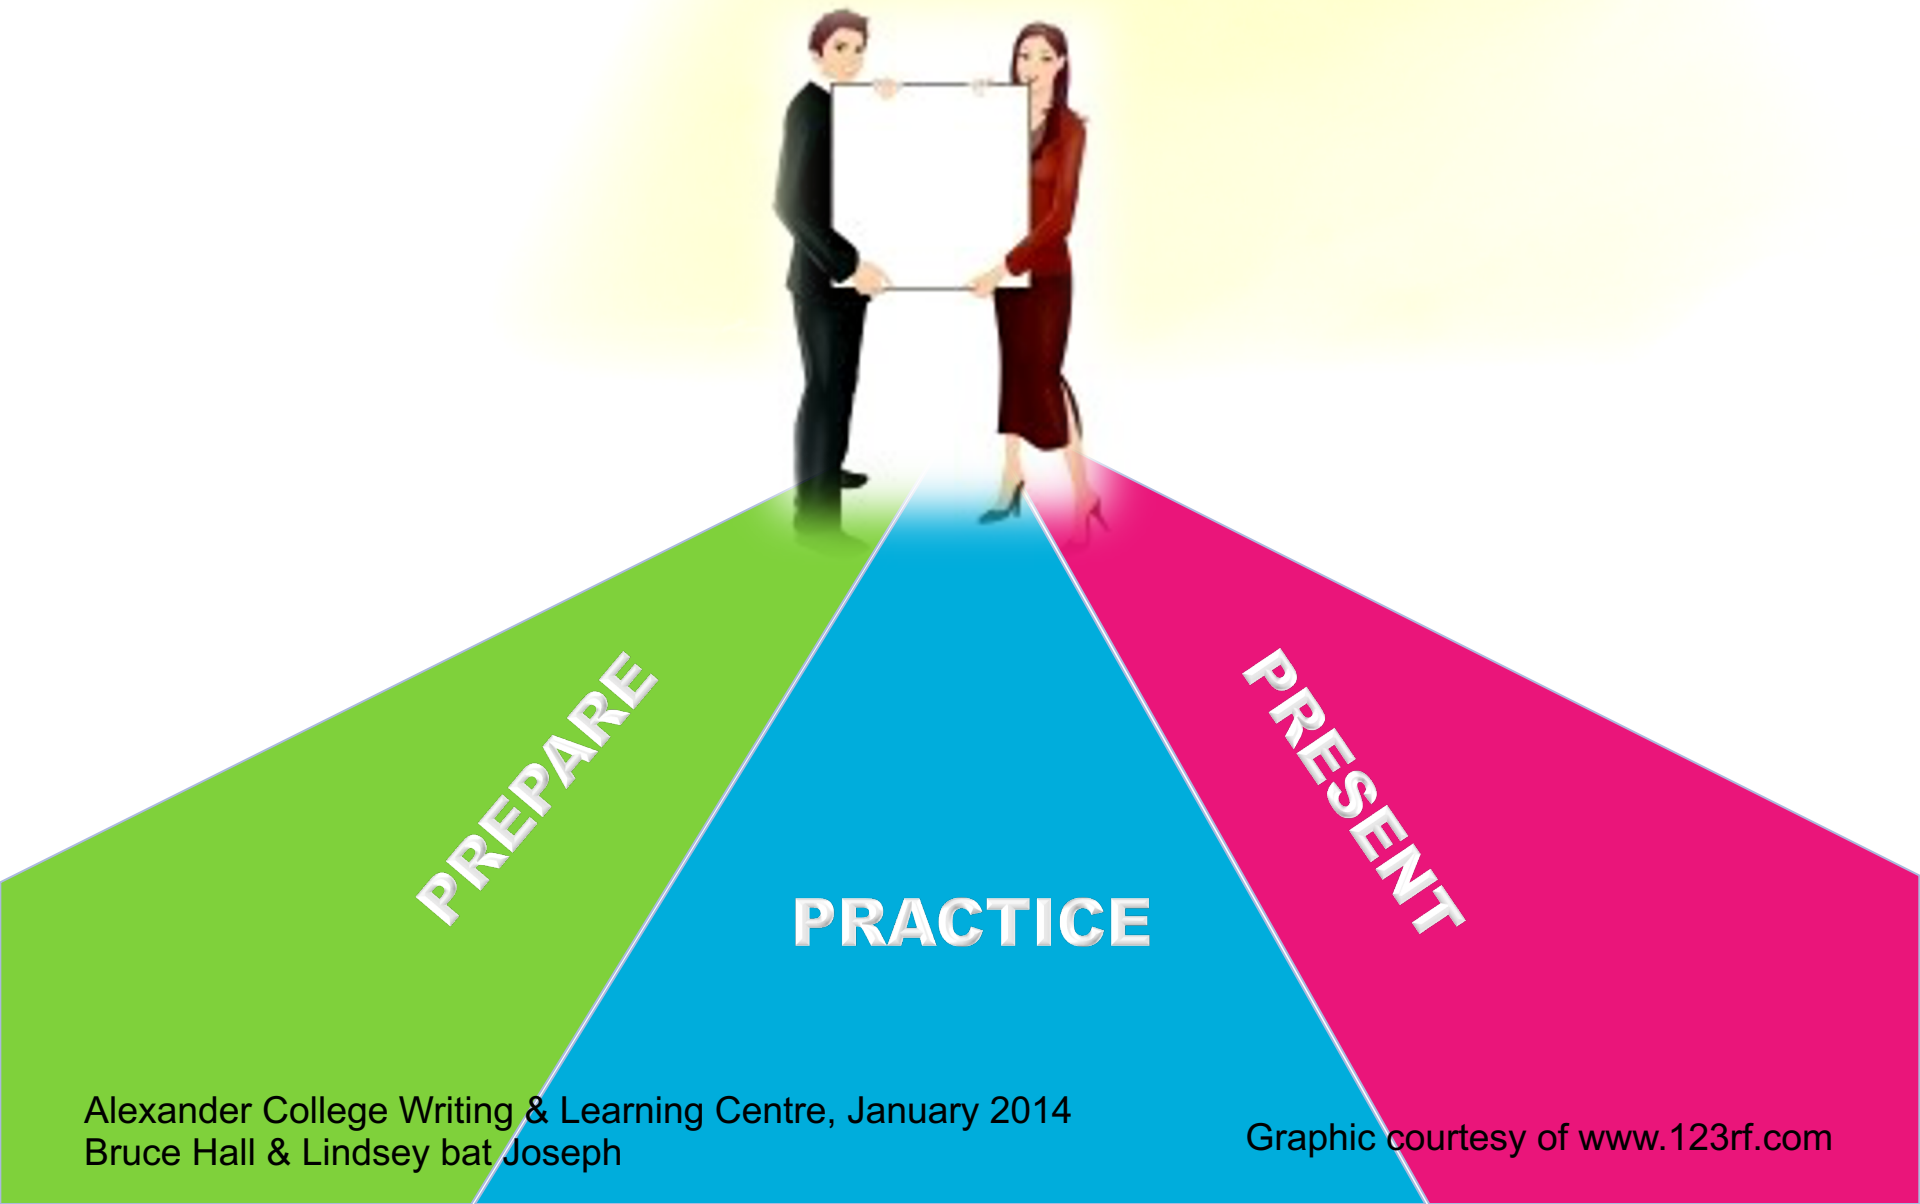 PREPARE
PRACTICE
PRESENT
Alexander College Writing & Learning Centre, January 2014
Bruce Hall & Lindsey bat Joseph
Graphic courtesy of www.123rf.com